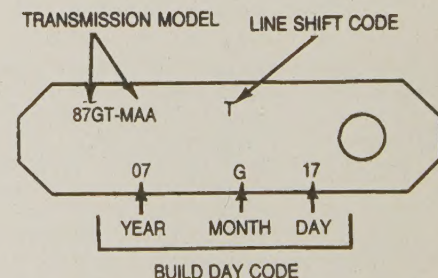 TRANSMISSION MODEL LINE SHIFT CODE
87GT-MAA T
07 G 17
YEAR MONTH DAY
BUILD DAY CODE